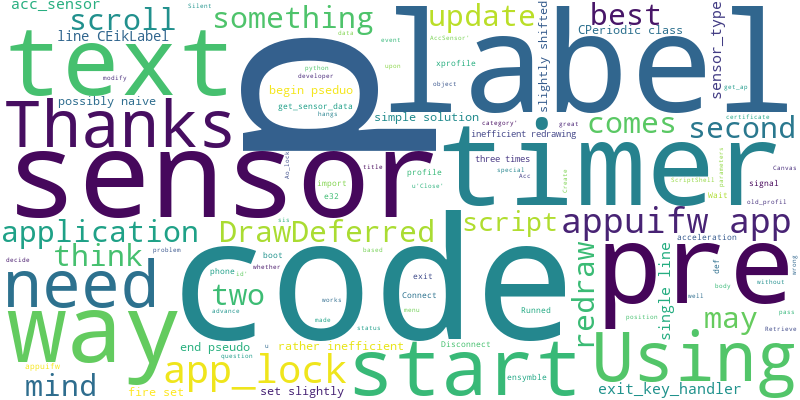 acc_sensor
Silent
scroll
something
update
best
line CEikLabel
CPeriodic class
text
g
label
data
event
AccSensor'
xprofile
slightly shifted
sensor_type
python
upon
modify
developer
object
get_ap
begin pseduo
possibly naive
get_sensor_data
hangs
simple solution
certificate
Thanks
category'
great
inefficient redrawing
comes
second
sensor
timer
Ao_lock
title
profile
three times
special
Acc
import
e32
u'Close'
Create
ScriptShell
parameters
Canvas
Wait
signal
old_profil
application
DrawDeferred
script
appuifw app
think
sis
based
menu
acceleration
problem
boot
exit
code
pre
decide
whether
phone
id'
need
two
Connect
redraw
single line
def
body
without
wrong
well
advance
works
Runned
way
made
status
position
may
pass
Retrieve
end pseudo
question
u
rather inefficient
Disconnect
start
Using
appuifw
app_lock
ensymble
mind
fire set
set slightly
exit_key_handler